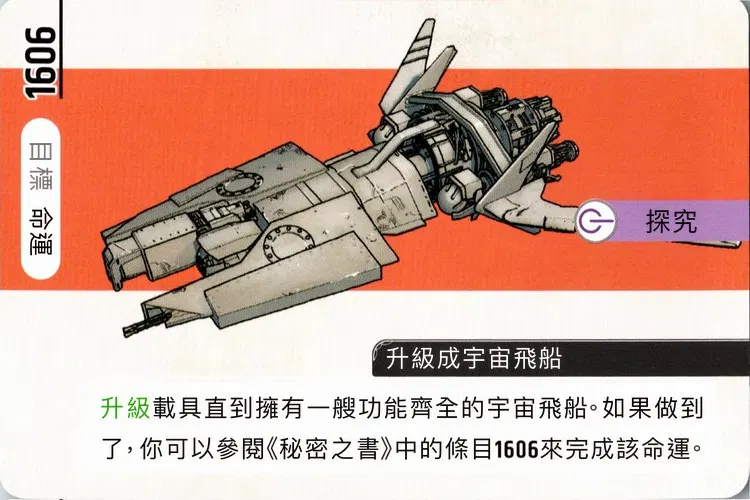 1606
目標 命運
探究
升級成宇宙飛船
升級載具直到擁有一艘功能齊全的宇宙飛船。如果做到
了，你可以參閱《秘密之書》中的條目1606來完成該命運。